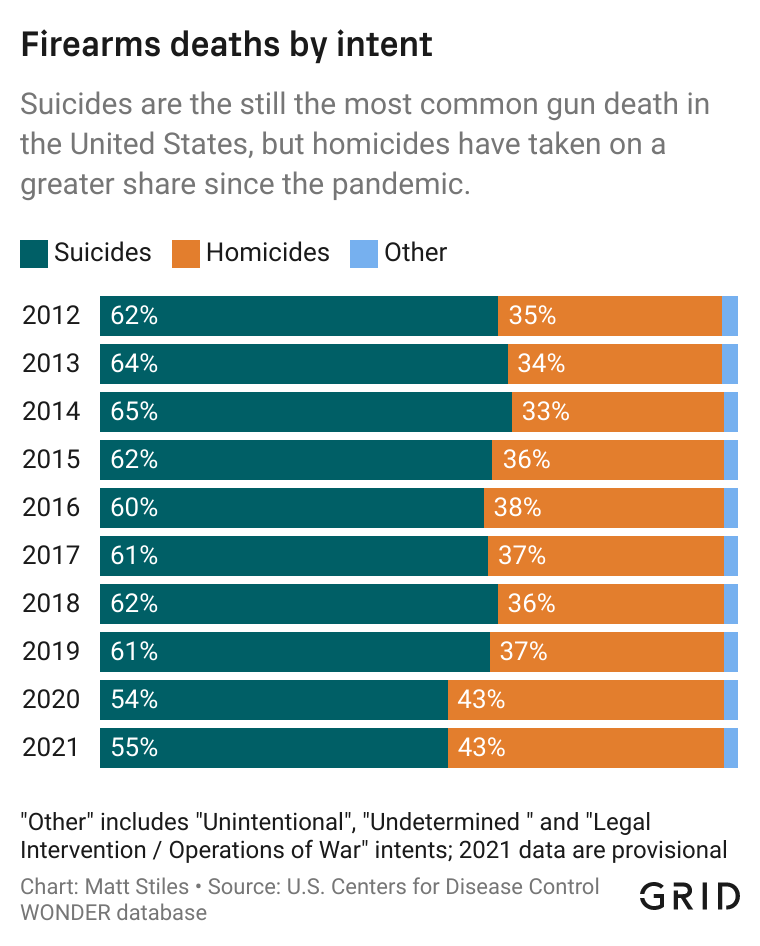 Firearms deaths by intent
Suicides are the still the most common gun death in
the United States, but homicides have taken on a
greater share since the pandemic.
Suicides Homicides Other
2012 62% 35%
2013 64% 34%
2014 65% 33%
2015 62% 36%
2016 60% 38%
2017 61% 37%
2018 62% 36%
2019 61% 37%
2020 54% 43%
2021 55% 43%
"Other" includes "Unintentional", "Undetermined " and "Legal
Intervention / Operations of War" intents; 2021 data are provisional
Chart: Matt Stiles • Source: U.S. Centers for Disease Control
WONDER database
GRID